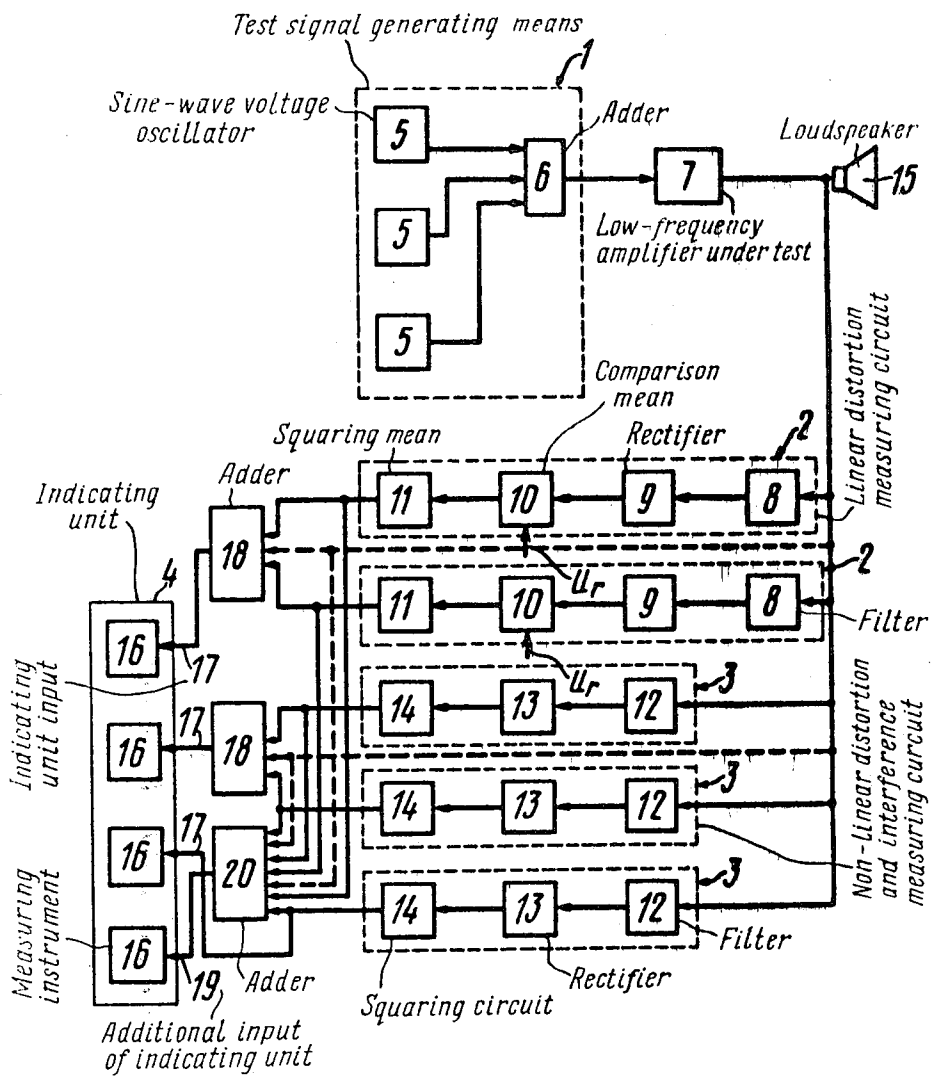 Test signal generating means
1
Sine-wave voltage
oscillator
Adder
Loudspeaker
5
6
7
15
5
Low-frequency
amplifier under test
5
Linear distortion
measuring circuit
Comparison
mean
Squaring mean
Rectifier
2
Adder
Indicating
unit
11
10
9
8
18
4
Ur
2
11
10
9
8
Filter
16
17
Ur
3
Indicating
unit input
14
13
12
17
18
16
3
Non-linear distortion
and interference
measuring curcuit
14
13
12
17
16
20
3
14
13
12
Measuring
instrument
16
19
Adder
Filter
Rectifier
Squaring circuit
Additional input
of indicating unit